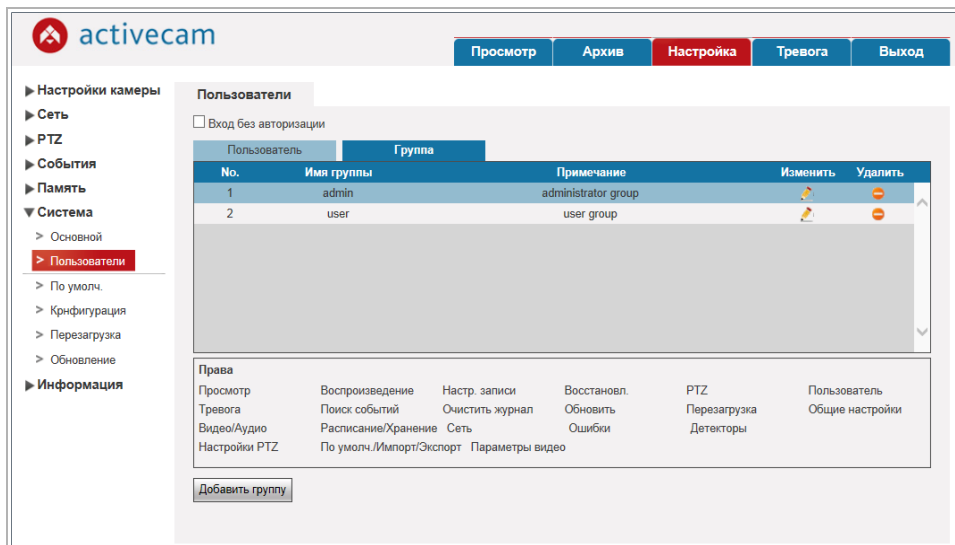 activecam
Просмотр Архив Настройка Тревога Выход
Настройки камеры
Сеть
PTZ
События
Память
Система
> Основной
> Пользователи
> По умолч.
> Крнфигурация
> Перезагрузка
> Обновление
Информация
Пользователи
Вход без авторизации
Пользователь Группа
No. Имя группы Примечание Изменить Удалить
1 admin administrator group
2 user user group
Права
Просмотр Воспроизведение Настр. записи Восстановл. PTZ Пользователь
Тревога Поиск событий Очистить журнал Обновить Перезагрузка Общие настройки
Видео/Аудио Расписание/Хранение Сеть Ошибки Детекторы
Настройки PTZ По умолч./Импорт/Экспорт Параметры видео
Добавить группу